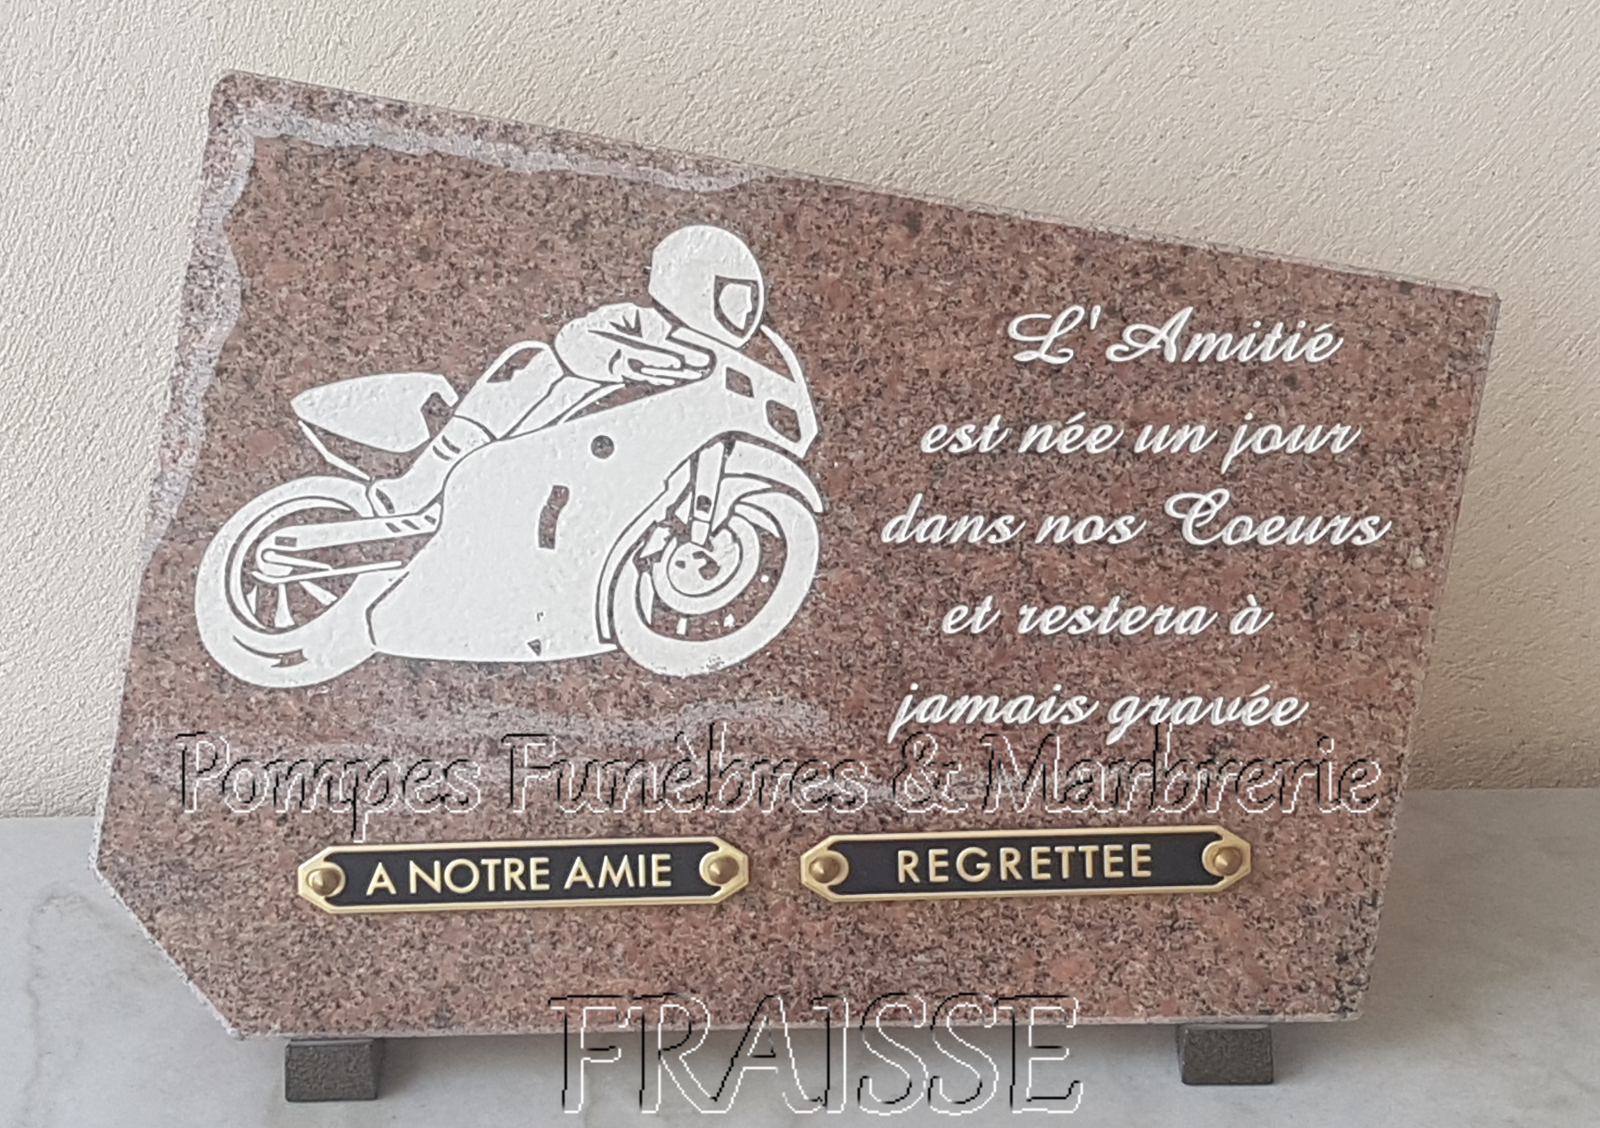 L' Amitié
est née un jour
dans nos Coeurs
et restera à
jamais gravée
Pompes Funèbres & Marbrerie
A NOTRE AMIE
REGRETTEE
FRAISSE